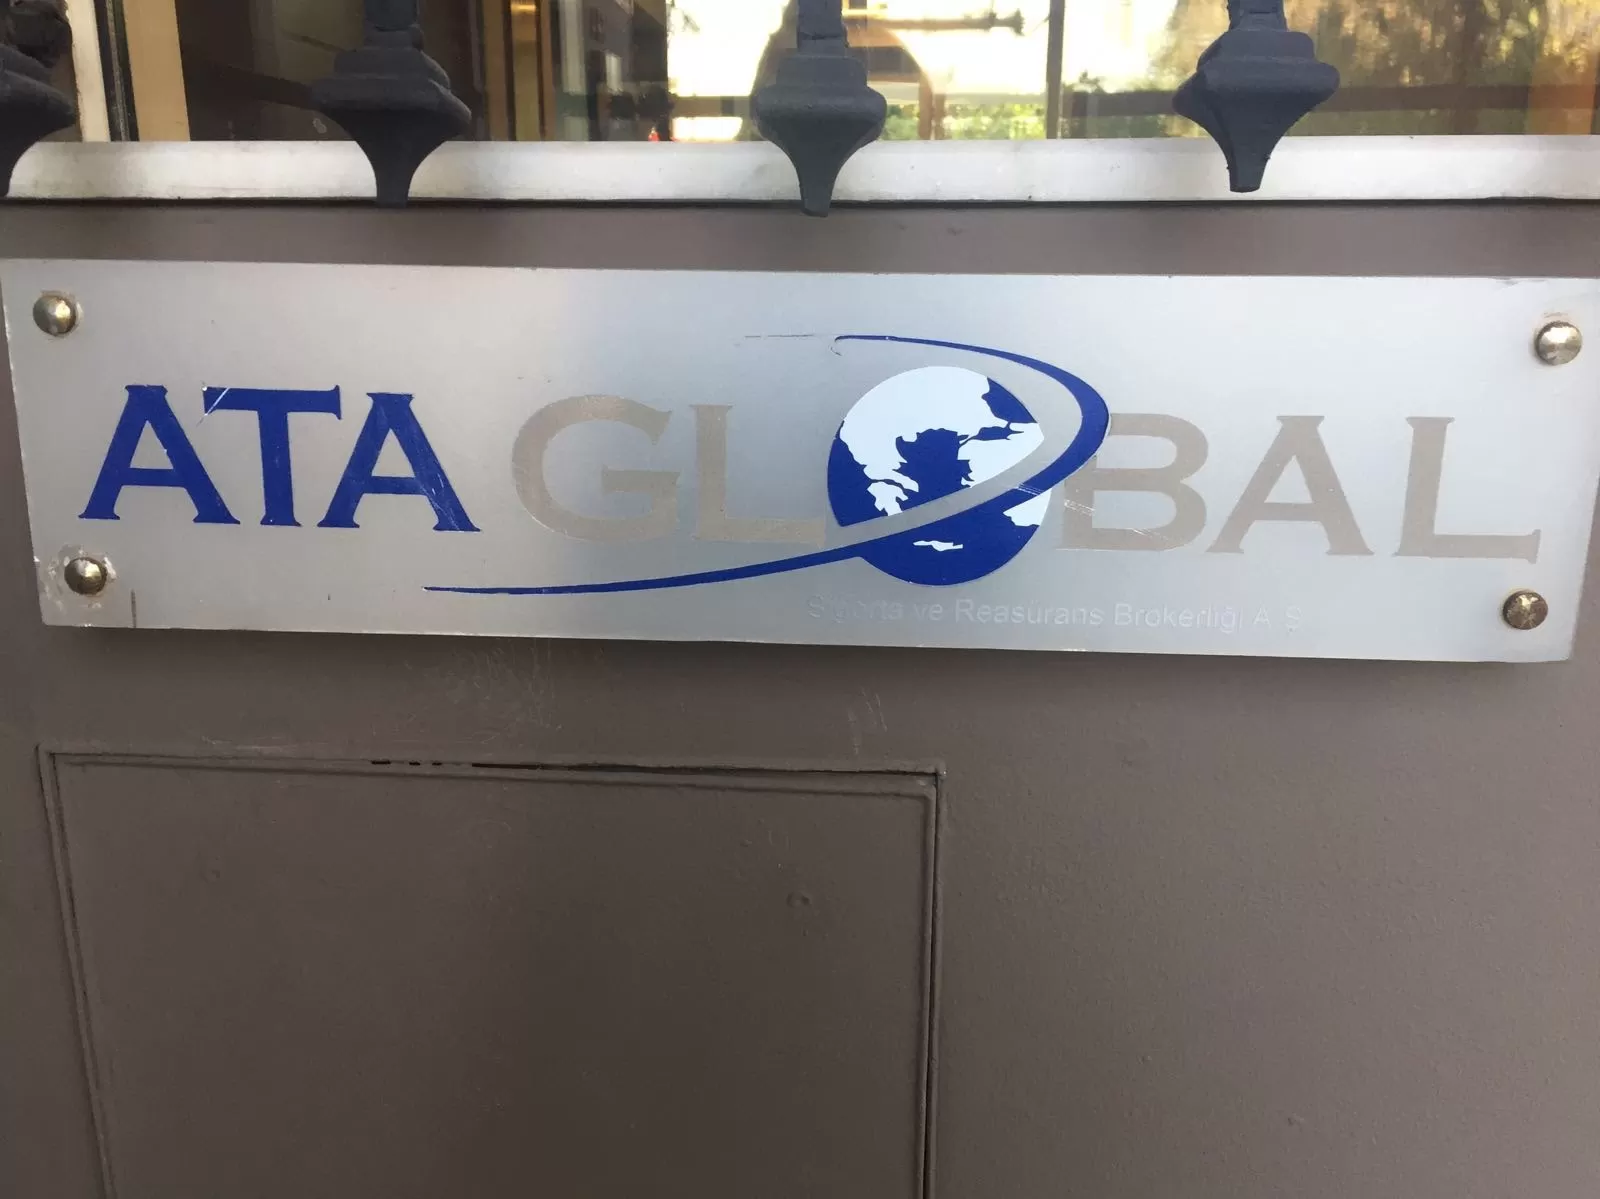 ATA GLOBAL
Sigorta ve Reasürans Brokerliği A.Ş.